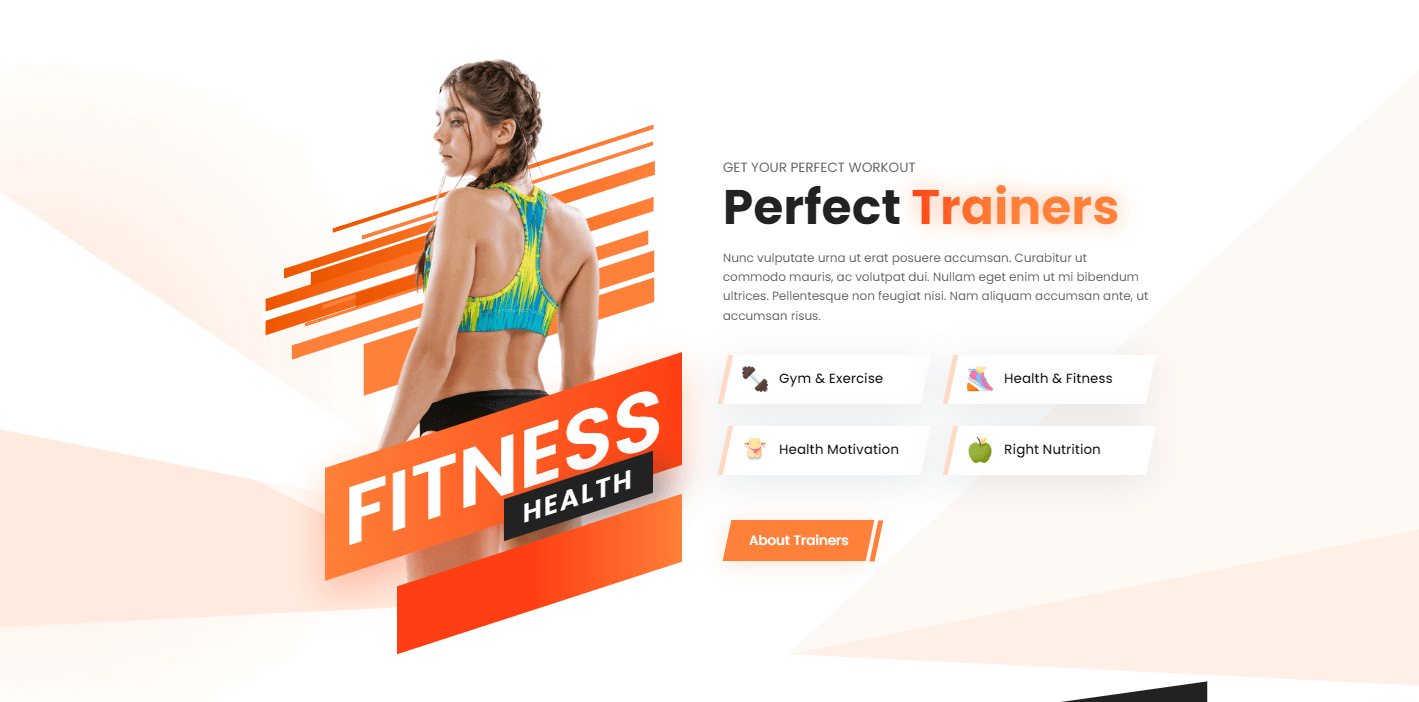 GET YOUR PERFECT WORKOUT
Perfect Trainers
Nunc vulputate urna ut erat posuere accumsan. Curabitur ut
commodo mauris, ac volutpat dui. Nullam eget enim ut mi bibendum
ultrices. Pellentesque non feugiat nisi. Nam aliquam accumsan ante, ut
accumsan risus.
Gym & Exercise
Health & Fitness
Health Motivation
Right Nutrition
About Trainers
FITNESS
HEALTH